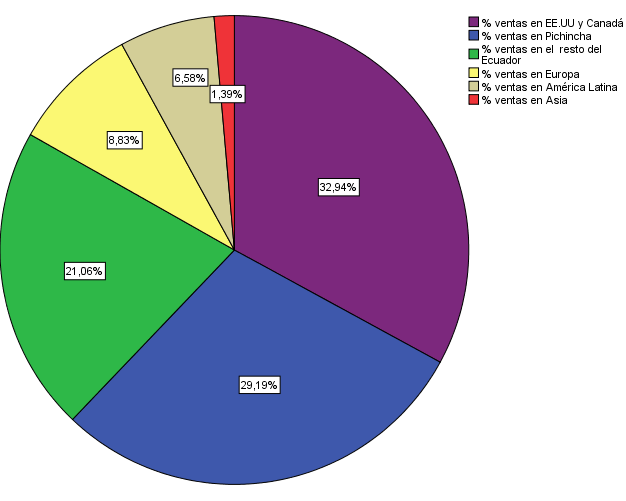 % ventas en EE.UU y Canadá
% ventas en Pichincha
% ventas en el resto del
Ecuador
% ventas en Europa
% ventas en América Latina
% ventas en Asia
6,58%
1,39%
8,83%
32,94%
21,06%
29,19%